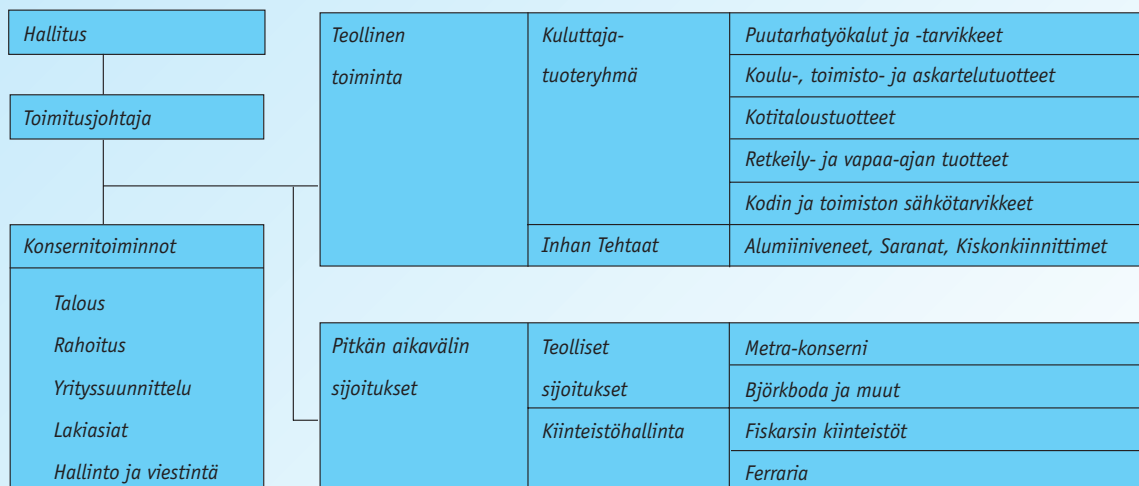 Hallitus
Toimitusjohtaja
Konsernitoiminnot
Talous
Rahoitus
Yrityssuunnittelu
Lakiasiat
Hallinto ja viestintä
Teollinen
toiminta
Kuluttaja-
tuoteryhmä
Puutarhatyökalut ja -tarvikkeet
Koulu-, toimisto- ja askartelutuotteet
Kotitaloustuotteet
Retkeily- ja vapaa-ajan tuotteet
Kodin ja toimiston sähkötarvikkeet
Inhan Tehtaat
Alumiiniveneet, Saranat, Kiskonkiinnittimet
Pitkän aikavälin
sijoitukset
Teolliset
sijoitukset
Metra-konserni
Björkboda ja muut
Kiinteistöhallinta
Fiskarsin kiinteistöt
Ferraria